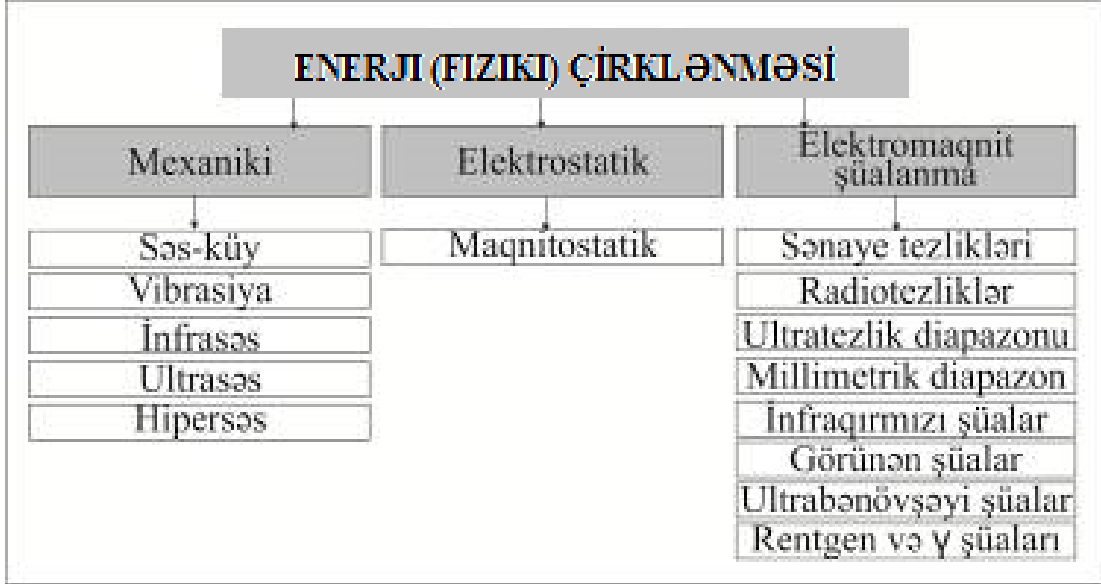 ENERJI (FIZIKI) ÇİRKLƏNMƏSİ
Mexaniki
Səs-küy
Vibrasiya
İnfrasəs
Ultrasəs
Hipersəs
Elektrostatik
Maqnitostatik
Elektromaqnit
şüalanma
Sənaye tezlikləri
Radiotezliklər
Ultratezlik diapazonu
Millimetrik diapazon
İnfraqırmızı şüalar
Görünən şüalar
Ultrabənövşəyi şüalar
Rentgen və γ şüaları